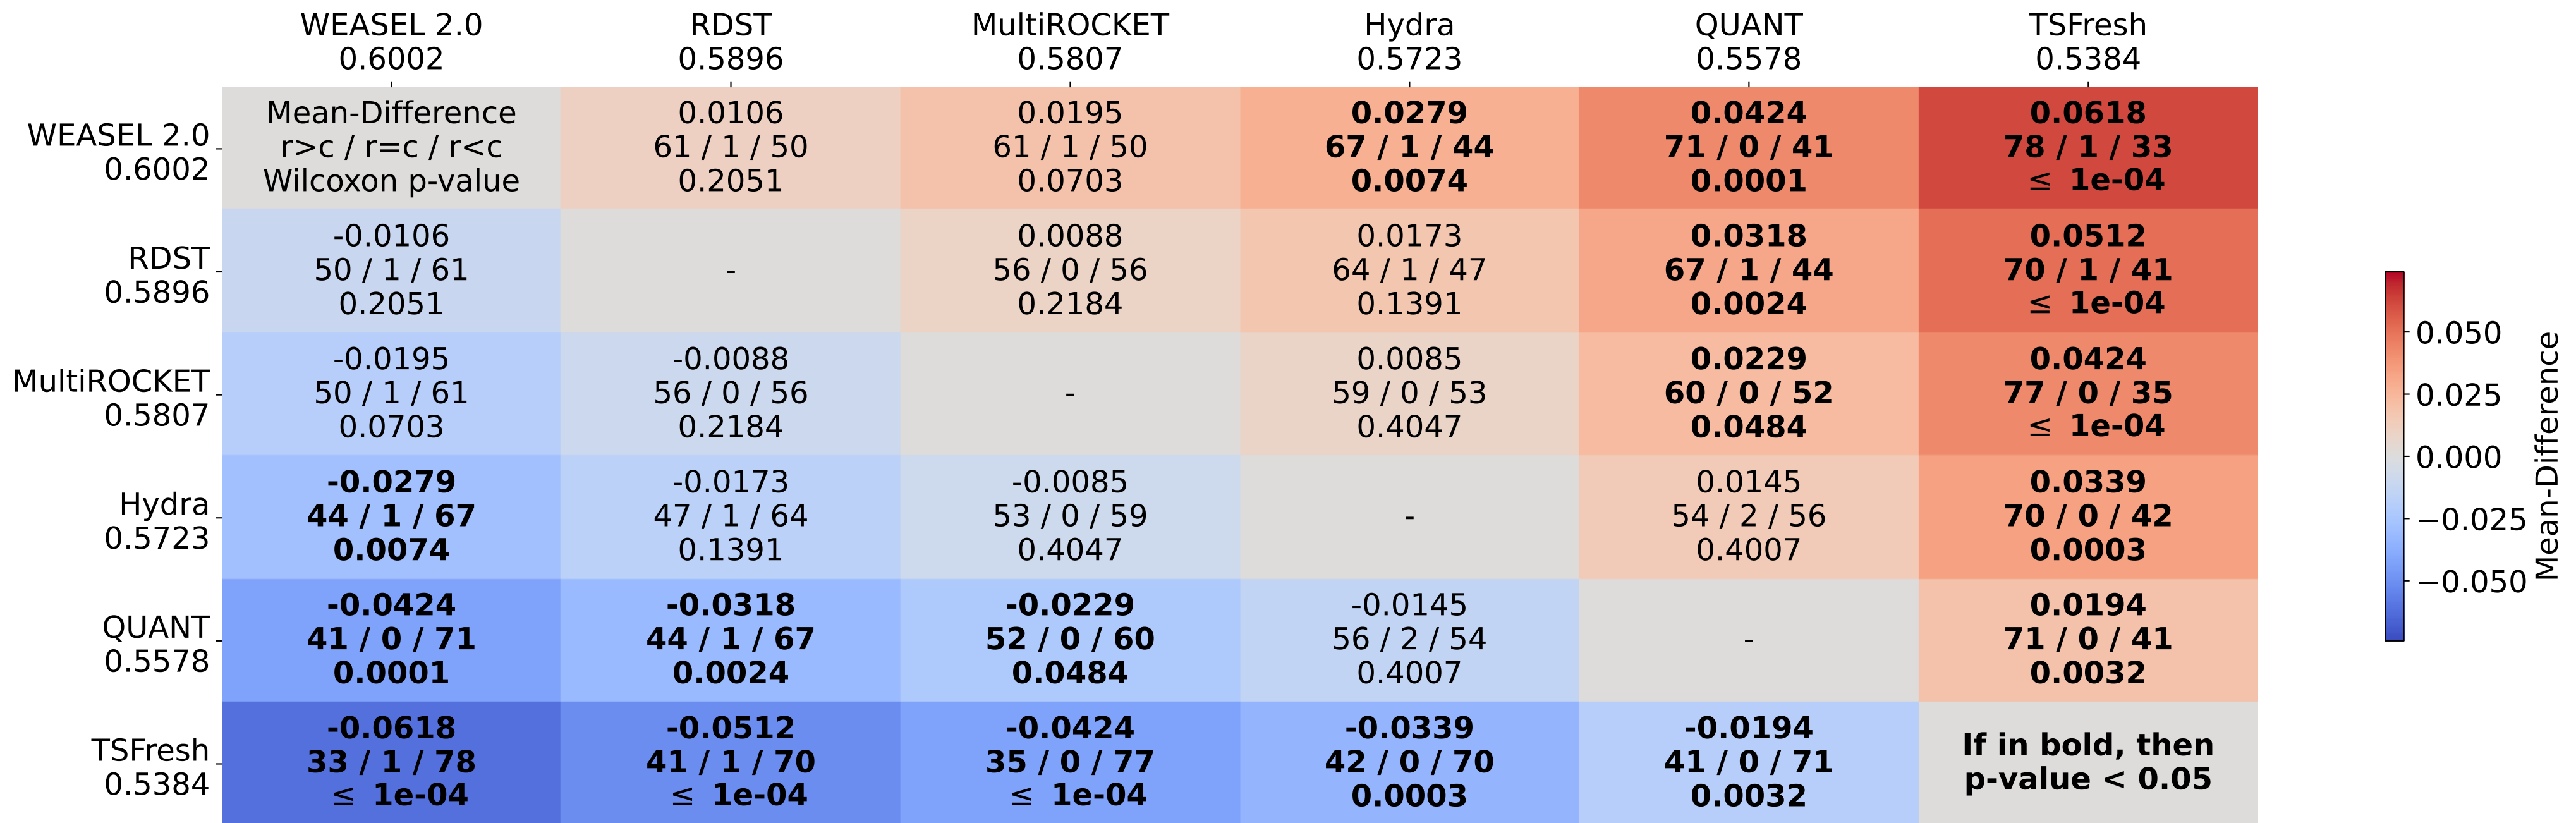 WEASEL 2.0 RDST MultiROCKET Hydra QUANT TSFresh
0.6002 0.5896 0.5807 0.5723 0.5578 0.5384
WEASEL 2.0
0.6002
Mean-Difference
r>c / r=c / r<c
Wilcoxon p-value
0.0106
61 / 1 / 50
0.2051
0.0195
61 / 1 / 50
0.0703
0.0279
67 / 1 / 44
0.0074
0.0424
71 / 0 / 41
0.0001
0.0618
78 / 1 / 33
≤ 1e-04
RDST
0.5896
-0.0106
50 / 1 / 61
0.2051
-
0.0088
56 / 0 / 56
0.2184
0.0173
64 / 1 / 47
0.1391
0.0318
67 / 1 / 44
0.0024
0.0512
70 / 1 / 41
≤ 1e-04
MultiROCKET
0.5807
-0.0195
50 / 1 / 61
0.0703
-0.0088
56 / 0 / 56
0.2184
-
0.0085
59 / 0 / 53
0.4047
0.0229
60 / 0 / 52
0.0484
0.0424
77 / 0 / 35
≤ 1e-04
Hydra
0.5723
-0.0279
44 / 1 / 67
0.0074
-0.0173
47 / 1 / 64
0.1391
-0.0085
53 / 0 / 59
0.4047
-
0.0145
54 / 2 / 56
0.4007
0.0339
70 / 0 / 42
0.0003
QUANT
0.5578
-0.0424
41 / 0 / 71
0.0001
-0.0318
44 / 1 / 67
0.0024
-0.0229
52 / 0 / 60
0.0484
-0.0145
56 / 2 / 54
0.4007
-
0.0194
71 / 0 / 41
0.0032
TSFresh
0.5384
-0.0618
33 / 1 / 78
≤ 1e-04
-0.0512
41 / 1 / 70
≤ 1e-04
-0.0424
35 / 0 / 77
≤ 1e-04
-0.0339
42 / 0 / 70
0.0003
-0.0194
41 / 0 / 71
0.0032
If in bold, then
p-value < 0.05
0.050
0.025
0.000
−0.025
−0.050
Mean-Difference